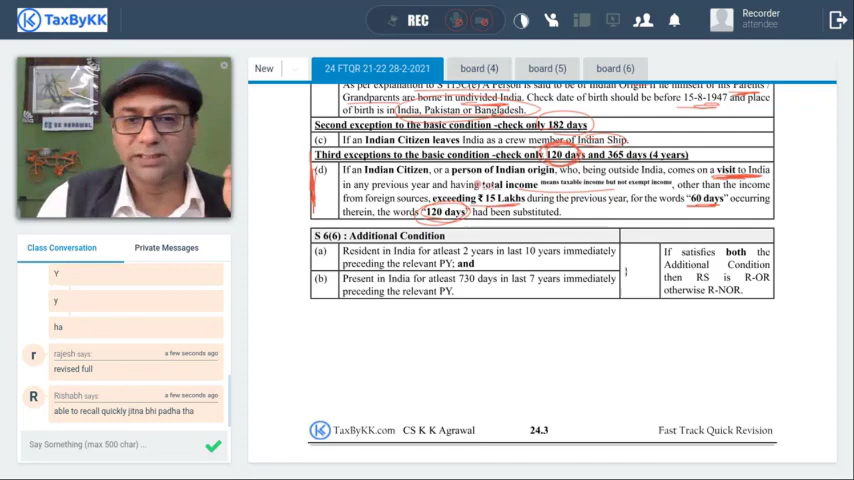 TaxByKK
REC
Recorder
attendee
New
24 FTQR 21-22 28-2-2021
board (4)
board (5)
board (6)
As per explanation to S 115C(e) A Person is said to be of Indian Origin if he himself or his Parents /
Grandparents are borne in undivided India. Check date of birth should be before 15-8-1947 and place
of birth is in India, Pakistan or Bangladesh.
Second exception to the basic condition -check only 182 days
(c) If an Indian Citizen leaves India as a crew member of Indian Ship.
Third exceptions to the basic condition -check only 120 days and 365 days (4 years)
(d) If an Indian Citizen, or a person of Indian origin, who, being outside India, comes on a visit to India
in any previous year and having total income means taxable income but not exempt income, other than the income
from foreign sources, exceeding ₹ 15 Lakhs during the previous year, for the words "60 days" occurring
therein, the words "120 days" had been substituted.
S 6(6) : Additional Condition
(a) Resident in India for atleast 2 years in last 10 years immediately
preceding the relevant PY; and
(b) Present in India for atleast 730 days in last 7 years immediately
preceding the relevant PY.
}
If satisfies both the
Additional Condition
then RS is R-OR
otherwise R-NOR.
TaxByKK.com CS K K Agrawal 24.3 Fast Track Quick Revision
Class Conversation
Private Messages
Y
y
ha
r
rajesh says:
a few seconds ago
revised full
R
Rishabh says:
a few seconds ago
able to recall quickly jitna bhi padha tha
Say Something (max 500 char) ...